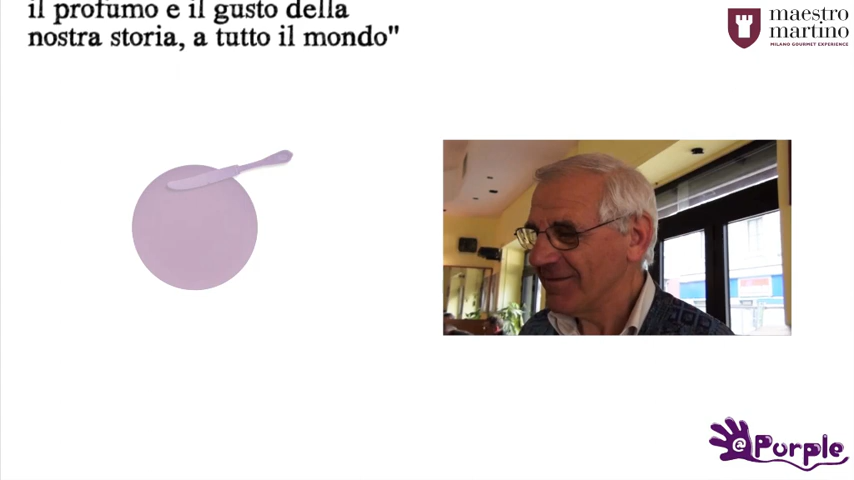 il profumo e il gusto della
nostra storia, a tutto il mondo"
maestro
martino
MILANO GOURMET EXPERIENCE
@Purple